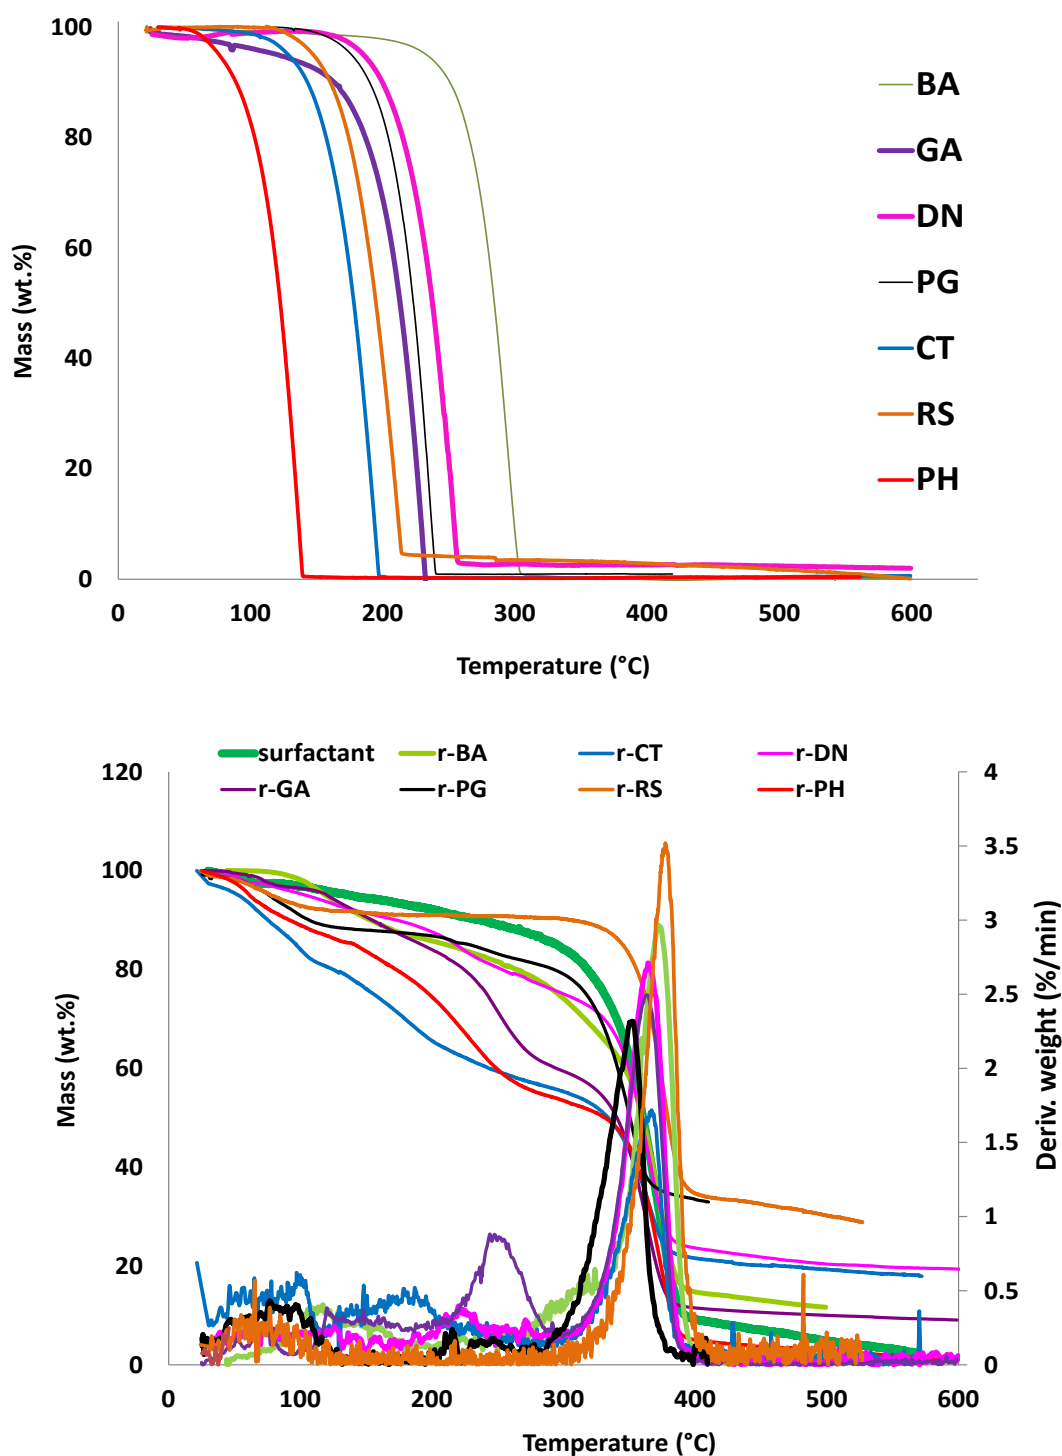 100
80
60
40
20
0
Mass (wt.%)
BA
GA
DN
PG
CT
RS
PH
0 100 200 300 400 500 600
Temperature (°C)
surfactant r-BA r-CT r-DN
r-GA r-PG r-RS r-PH
120
100
80
60
40
20
0
Mass (wt.%)
4
3.5
3
2.5
2
1.5
1
0.5
0
Deriv. weight (%/min)
0 100 200 300 400 500 600
Temperature (°C)